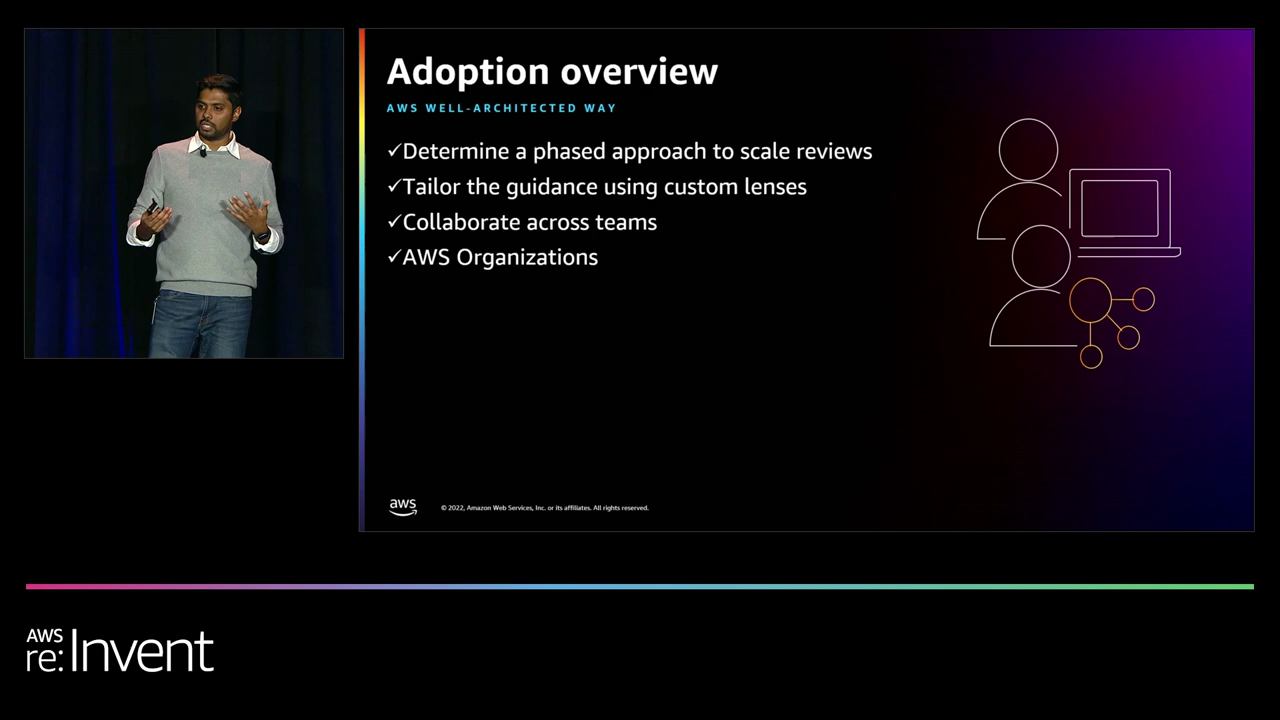 Adoption overview
AWS WELL-ARCHITECTED WAY
✓Determine a phased approach to scale reviews
✓Tailor the guidance using custom lenses
✓Collaborate across teams
✓AWS Organizations
aws
© 2022, Amazon Web Services, Inc. or its affiliates. All rights reserved.
AWS
re:Invent